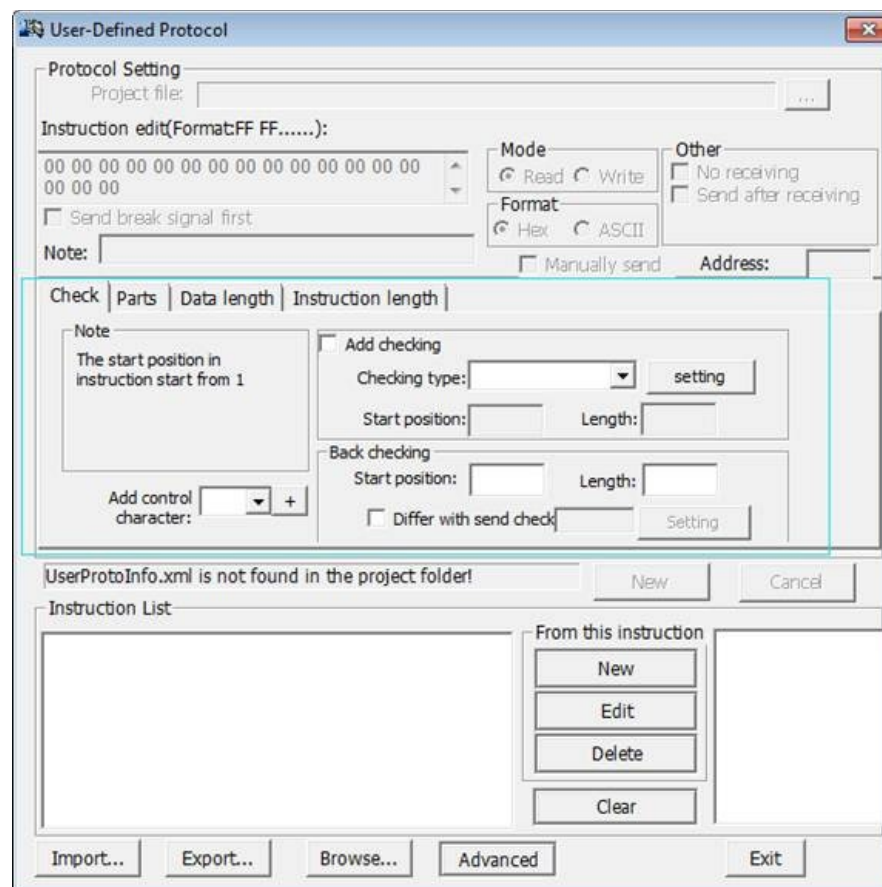 User-Defined Protocol
Protocol Setting
Project file:
...
Instruction edit(Format:FF FF......):
00 00 00 00 00 00 00 00 00 00 00 00 00 00
00 00 00
Mode
Read
Write
Other
No receiving
Send after receiving
Send break signal first
Format
Hex
ASCII
Note:
Manually send
Address:
Check
Parts
Data length
Instruction length
Note
The start position in
instruction start from 1
Add control
character:
+
Add checking
Checking type:
setting
Start position:
Length:
Back checking
Start position:
Length:
Differ with send check
Setting
UserProtoInfo.xml is not found in the project folder!
New
Cancel
Instruction List
From this instruction
New
Edit
Delete
Clear
Import...
Export...
Browse...
Advanced
Exit